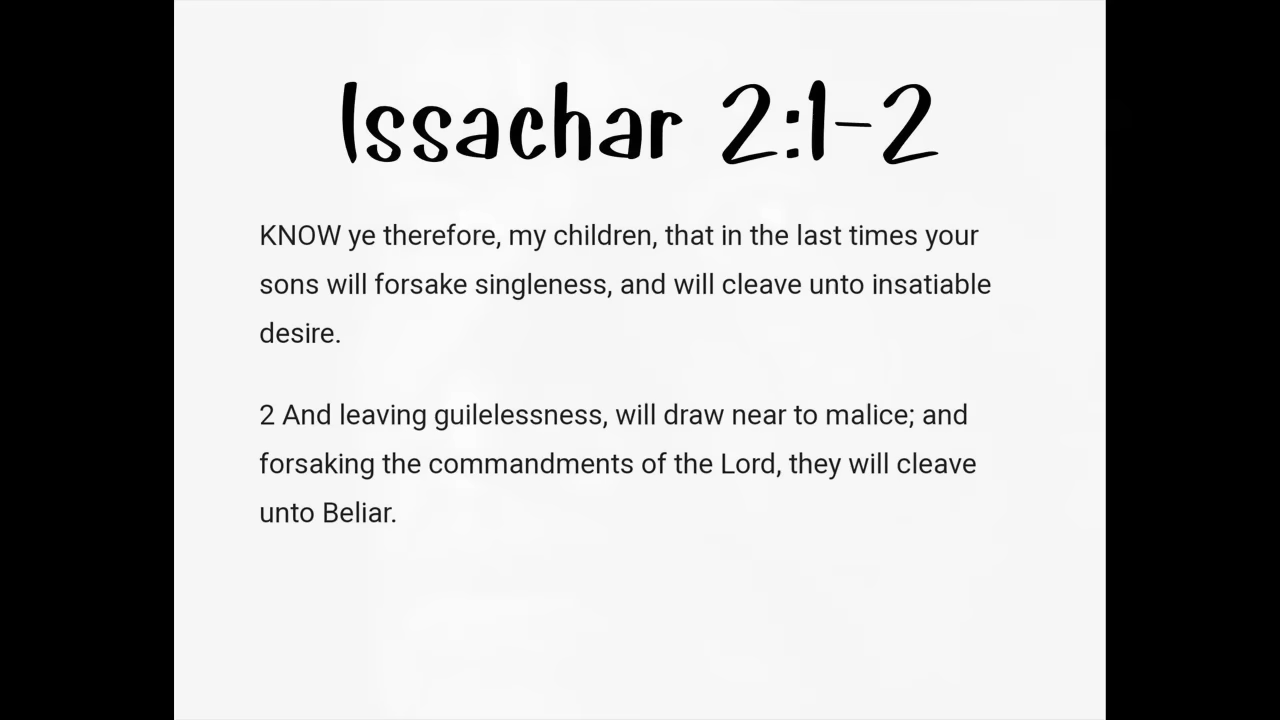 Issachar 2:1-2
KNOW ye therefore, my children, that in the last times your
sons will forsake singleness, and will cleave unto insatiable
desire.
2 And leaving guilelessness, will draw near to malice; and
forsaking the commandments of the Lord, they will cleave
unto Beliar.